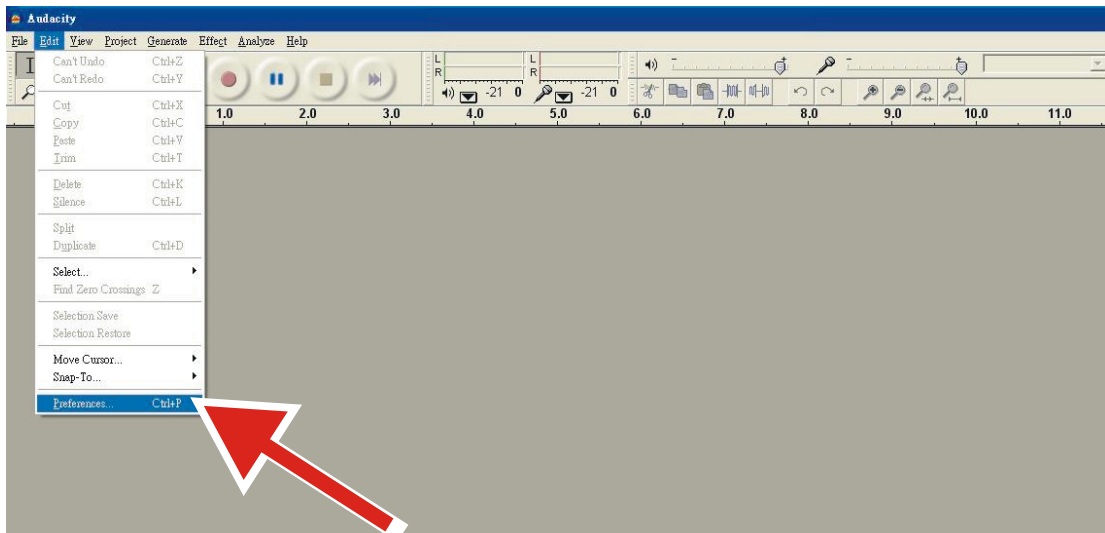 Audacity
File Edit View Project Generate Effect Analyze Help
Can't Undo Ctrl+Z
Can't Redo Ctrl+Y
Cut Ctrl+X
Copy Ctrl+C
Paste Ctrl+V
Trim Ctrl+T
Delete Ctrl+K
Silence Ctrl+L
Split
Duplicate Ctrl+D
Select...
Find Zero Crossings Z
Selection Save
Selection Restore
Move Cursor...
Snap-To...
Preferences... Ctrl+P
L L
R R
-21 0 -21 0
1.0 2.0 3.0 4.0 5.0 6.0 7.0 8.0 9.0 10.0 11.0